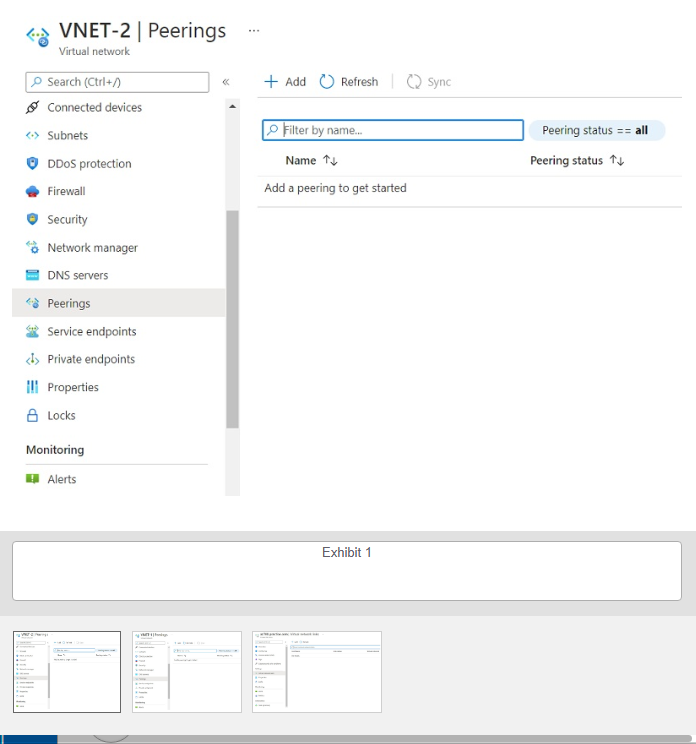 VNET-2 | Peerings ...
Virtual network
Search (Ctrl+/)
«
Add
Refresh
Sync
Connected devices
Subnets
DDoS protection
Firewall
Security
Network manager
DNS servers
Peerings
Service endpoints
Private endpoints
Properties
Locks
Monitoring
Alerts
Filter by name...
Peering status == all
Name ↑↓
Peering status ↑↓
Add a peering to get started
Exhibit 1